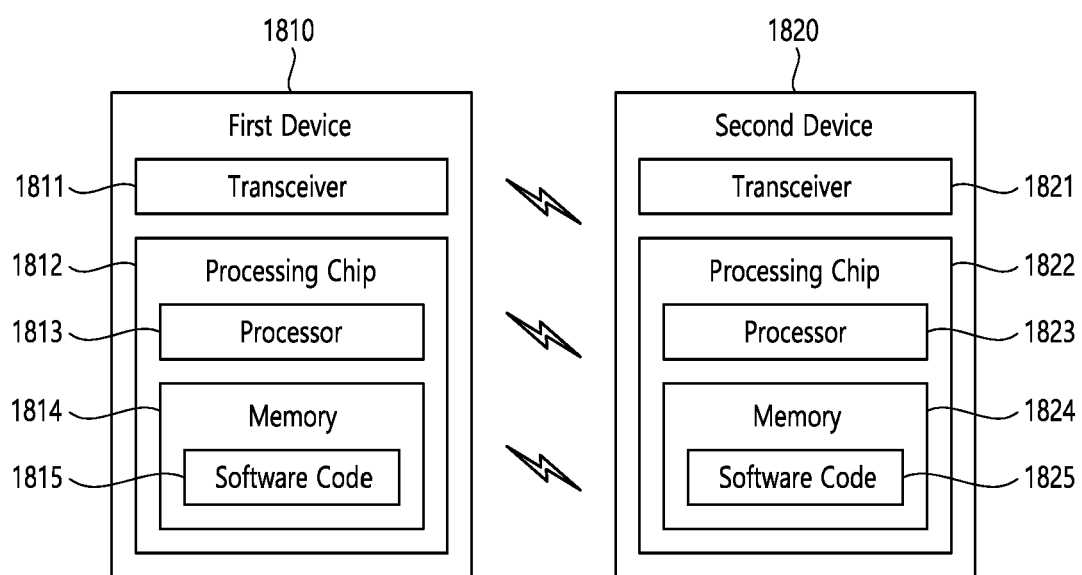 1810
1820
First Device
Second Device
1811
Transceiver
Transceiver
1821
1812
Processing Chip
Processing Chip
1822
1813
Processor
Processor
1823
1814
Memory
Memory
1824
1815
Software Code
Software Code
1825